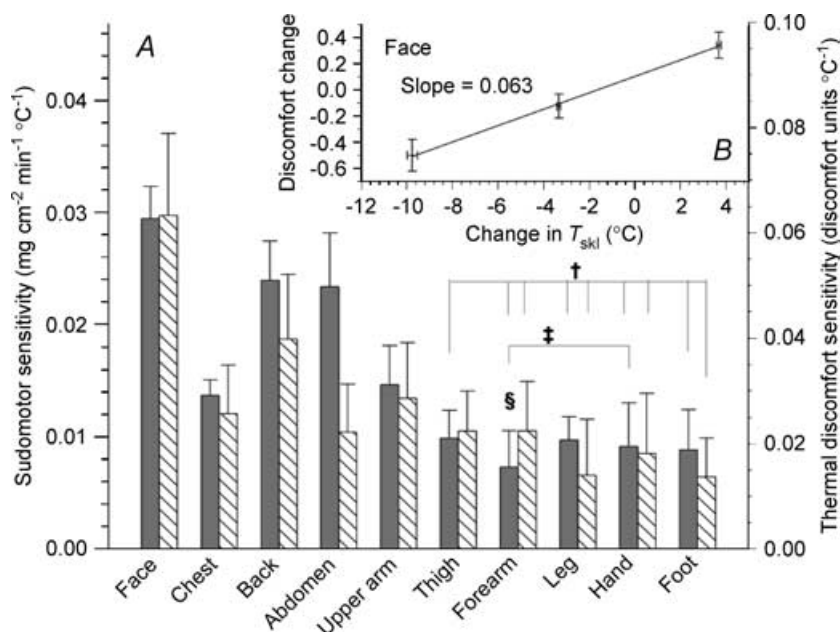 A
Sudomotor sensitivity (mg cm⁻² min⁻¹ °C⁻¹)
0.04
0.03
0.02
0.01
0.00
Face
Chest
Back
Abdomen
Upper arm
Thigh
Forearm
Leg
Hand
Foot
†
‡
§
Thermal discomfort sensitivity (discomfort units °C⁻¹)
0.10
0.08
0.06
0.04
0.02
0.00
B
Face
Slope = 0.063
Discomfort change
0.4
0.2
0.0
-0.2
-0.4
-0.6
-12 -10 -8 -6 -4 -2 0 2 4
Change in Tskl (°C)